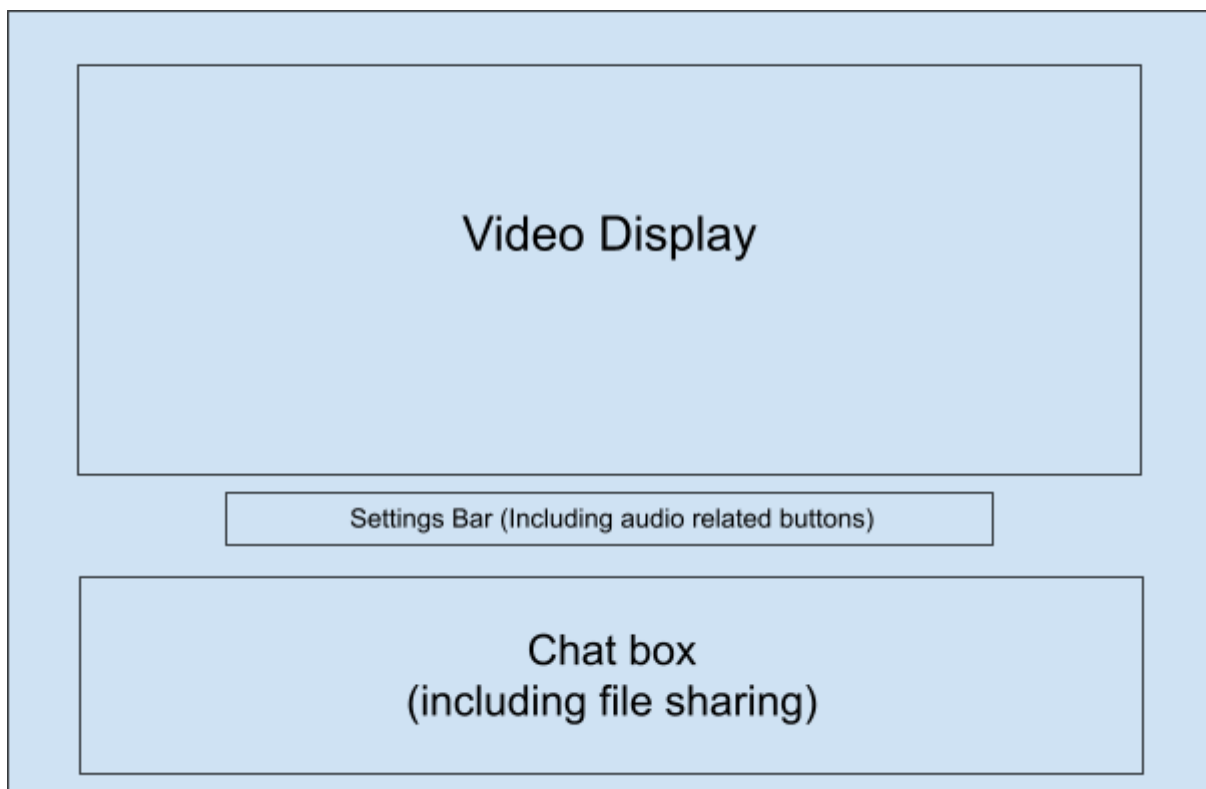 Video Display
Settings Bar (Including audio related buttons)
Chat box
(including file sharing)